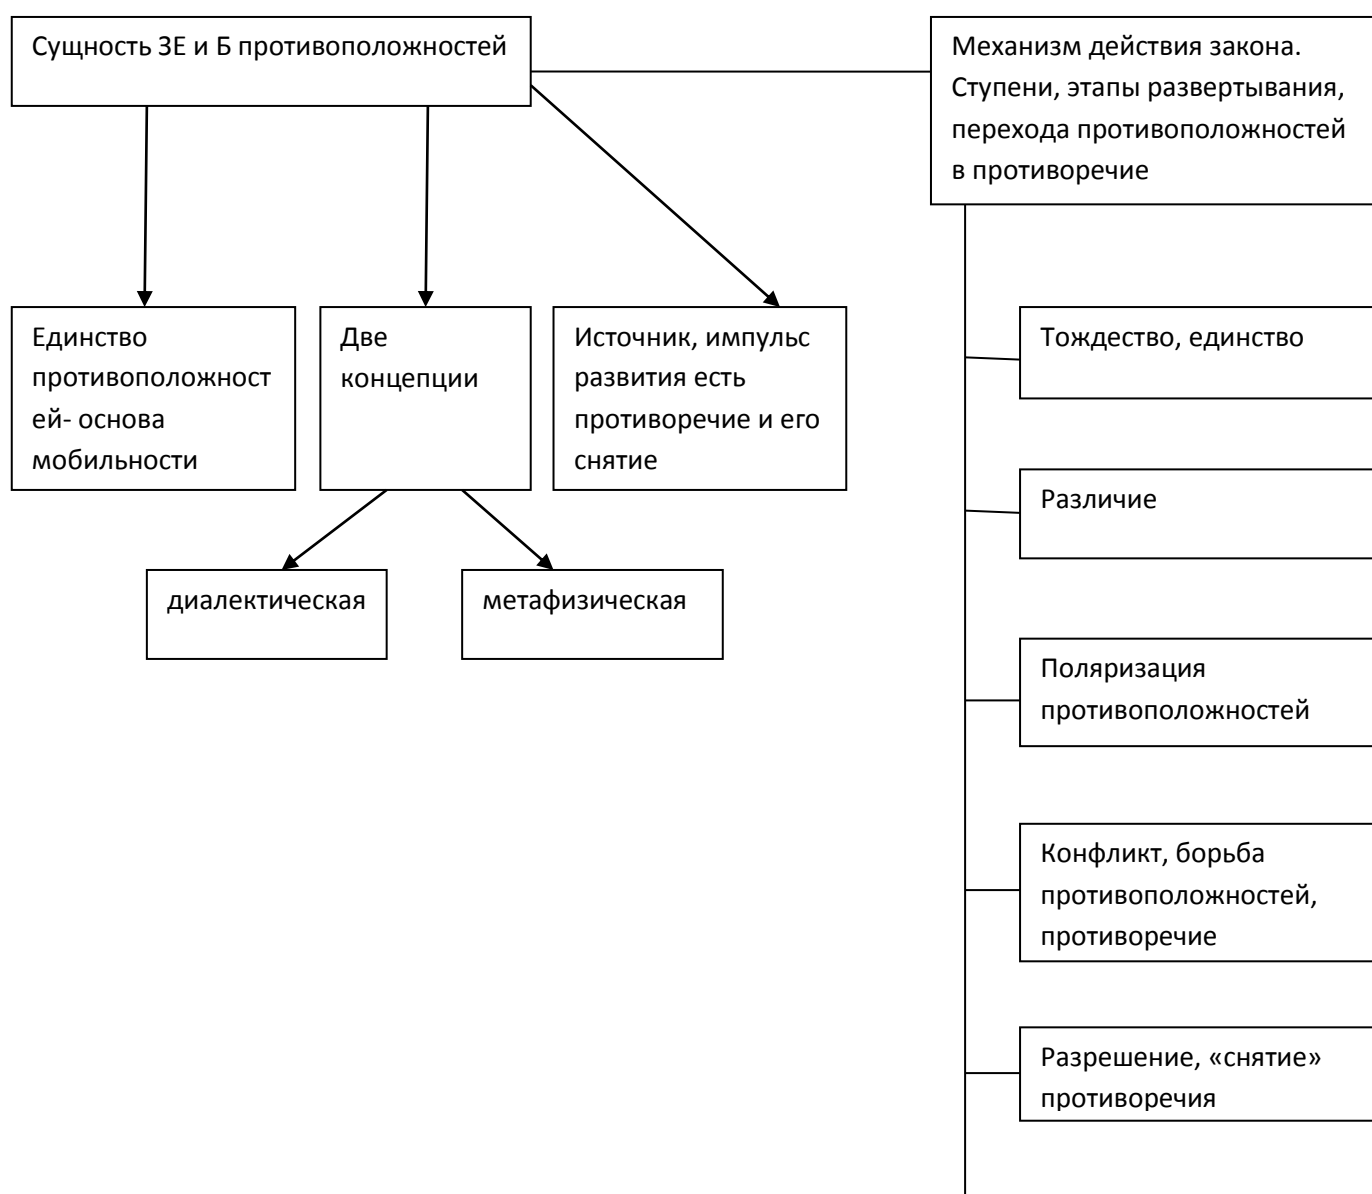 Сущность ЗЕ и Б противоположностей
Механизм действия закона.
Ступени, этапы развертывания,
перехода противоположностей
в противоречие
Единство
противоположност
ей- основа
мобильности
Две
концепции
Источник, импульс
развития есть
противоречие и его
снятие
диалектическая
метафизическая
Тождество, единство
Различие
Поляризация
противоположностей
Конфликт, борьба
противоположностей,
противоречие
Разрешение, «снятие»
противоречия